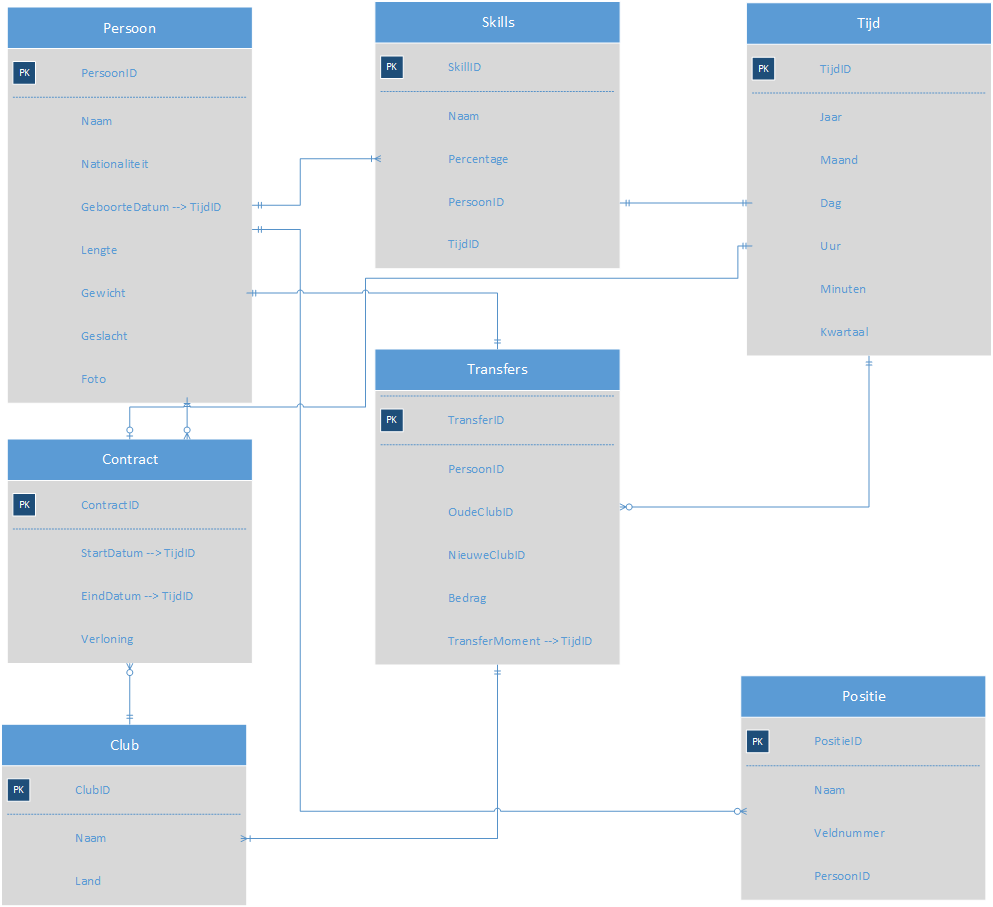 Persoon
PK PersoonID
Naam
Nationaliteit
GeboorteDatum --> TijdID
Lengte
Gewicht
Geslacht
Foto
Skills
PK SkillID
Naam
Percentage
PersoonID
TijdID
Tijd
PK TijdID
Jaar
Maand
Dag
Uur
Minuten
Kwartaal
Transfers
PK TransferID
PersoonID
OudeClubID
NieuweClubID
Bedrag
TransferMoment --> TijdID
Contract
PK ContractID
StartDatum --> TijdID
EindDatum --> TijdID
Verloning
Club
PK ClubID
Naam
Land
Positie
PK PositieID
Naam
Veldnummer
PersoonID